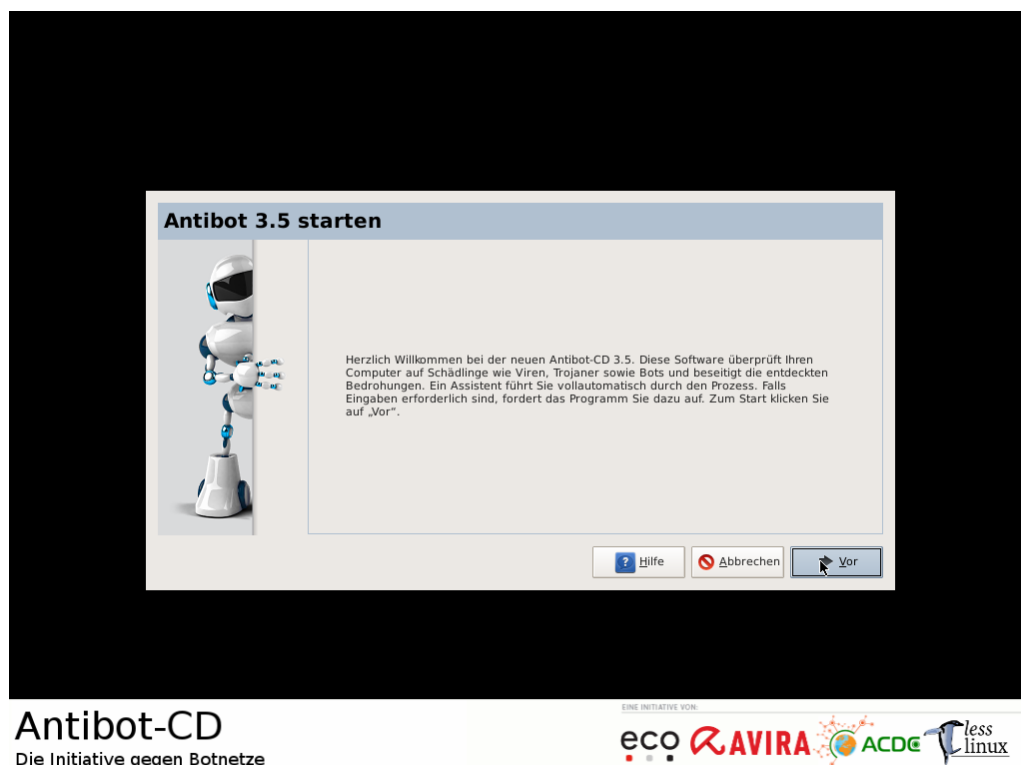 Antibot 3.5 starten
Herzlich Willkommen bei der neuen Antibot-CD 3.5. Diese Software überprüft Ihren
Computer auf Schädlinge wie Viren, Trojaner sowie Bots und beseitigt die entdeckten
Bedrohungen. Ein Assistent führt Sie vollautomatisch durch den Prozess. Falls
Eingaben erforderlich sind, fordert das Programm Sie dazu auf. Zum Start klicken Sie
auf „Vor“.
Hilfe
Abbrechen
Vor
Antibot-CD
Die Initiative gegen Botnetze
EINE INITIATIVE VON:
eco
AVIRA
ACDC
less
linux